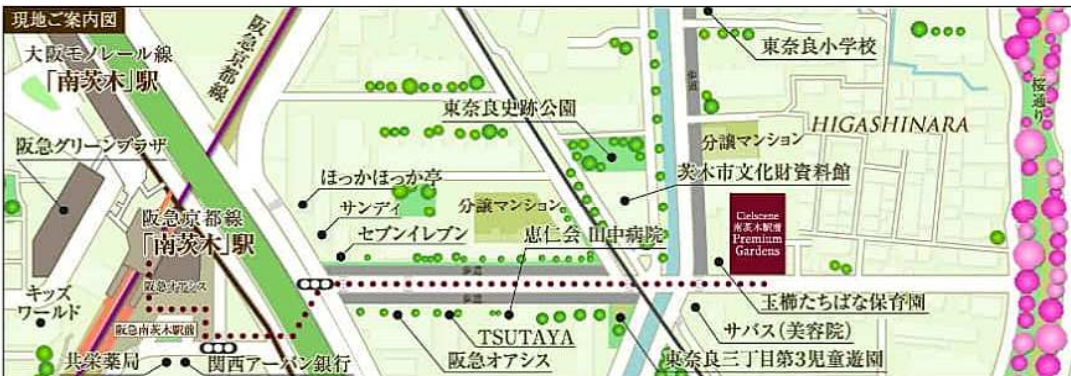 現地ご案内図
大阪モノレール線
「南茨木」駅
阪急京都線
東奈良小学校
歩道
桜通り
東奈良史跡公園
分譲マンション
HIGASHINARA
阪急グリーンプラザ
ほっかほっか亭
茨木市文化財資料館
サンディ
分譲マンション
阪急京都線
「南茨木」駅
セブンイレブン
恵仁会 山中病院
Cielscene
南茨木駅前
Premium
Gardens
歩道
阪急オアシス
キッズ
ワールド
玉櫛たちばな保育園
歩道
阪急南茨木駅前
TSUTAYA
サバス(美容院)
共栄薬局
関西アーバン銀行
阪急オアシス
東奈良三丁目第3児童遊園